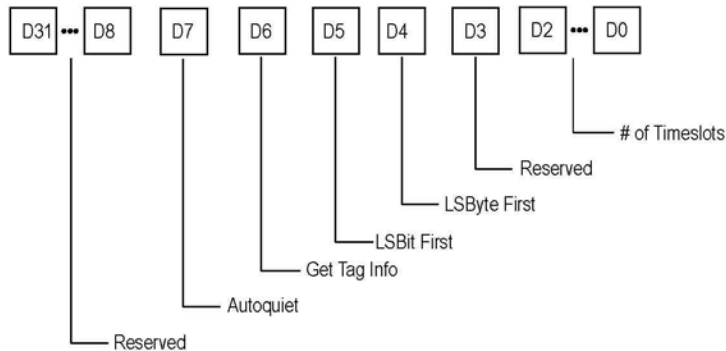 D31 ••• D8 D7 D6 D5 D4 D3 D2 ••• D0
# of Timeslots
Reserved
LSByte First
LSBit First
Get Tag Info
Autoquiet
Reserved